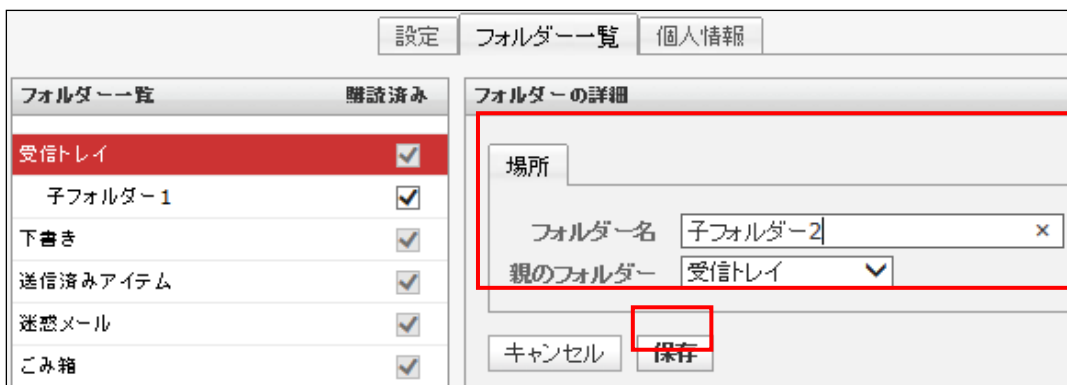 設定 フォルダー一覧 個人情報
フォルダー一覧 購読済み
受信トレイ
子フォルダー1
下書き
送信済みアイテム
迷惑メール
ごみ箱
フォルダーの詳細
場所
フォルダー名 子フォルダー2 ×
親のフォルダー 受信トレイ
キャンセル 保存